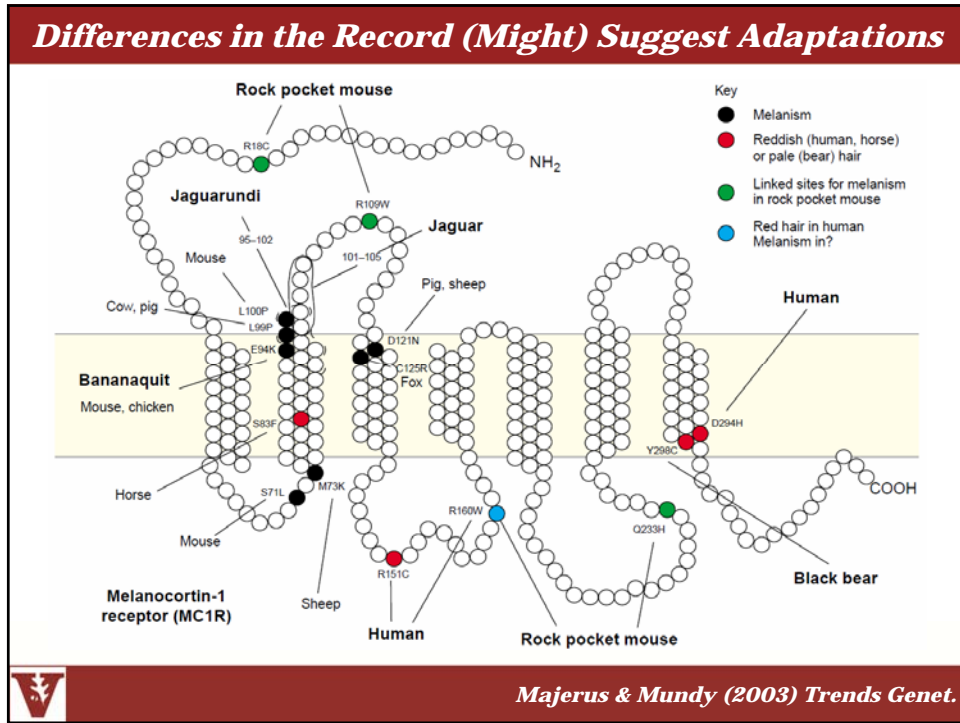 Differences in the Record (Might) Suggest Adaptations
Rock pocket mouse
Key
Melanism
Reddish (human, horse)
or pale (bear) hair
Linked sites for melanism
in rock pocket mouse
Red hair in human
Melanism in?
R18C
NH2
Jaguarundi
R109W
Jaguar
95–102
Mouse
101–105
Pig, sheep
Human
Cow, pig
L100P
L99P
E94K
D121N
C125R
Fox
Bananaquit
Mouse, chicken
S83F
D294H
Y298C
Horse
M73K
S71L
COOH
R160W
Q233H
Mouse
R151C
Black bear
Melanocortin-1
receptor (MC1R)
Sheep
Human
Rock pocket mouse
V
Majerus & Mundy (2003) Trends Genet.